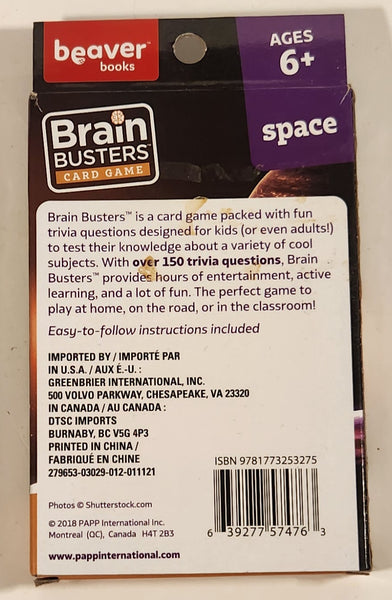 beaver
books
AGES
6+
Brain
BUSTERS™
CARD GAME
space
Brain Busters™ is a card game packed with fun
trivia questions designed for kids (or even adults!)
to test their knowledge about a variety of cool
subjects. With over 150 trivia questions, Brain
Busters™ provides hours of entertainment, active
learning, and a lot of fun. The perfect game to
play at home, on the road, or in the classroom!
Easy-to-follow instructions included
IMPORTED BY / IMPORTÉ PAR
IN U.S.A. / AUX É.-U. :
GREENBRIER INTERNATIONAL, INC.
500 VOLVO PARKWAY, CHESAPEAKE, VA 23320
IN CANADA / AU CANADA :
DTSC IMPORTS
BURNABY, BC V5G 4P3
PRINTED IN CHINA /
FABRIQUÉ EN CHINE
279653-03029-012-011121
ISBN 9781773253275
6 39277 57476 3
Photos © Shutterstock.com
© 2018 PAPP International Inc.
Montreal (QC), Canada H4T 2B3
www.pappinternational.com